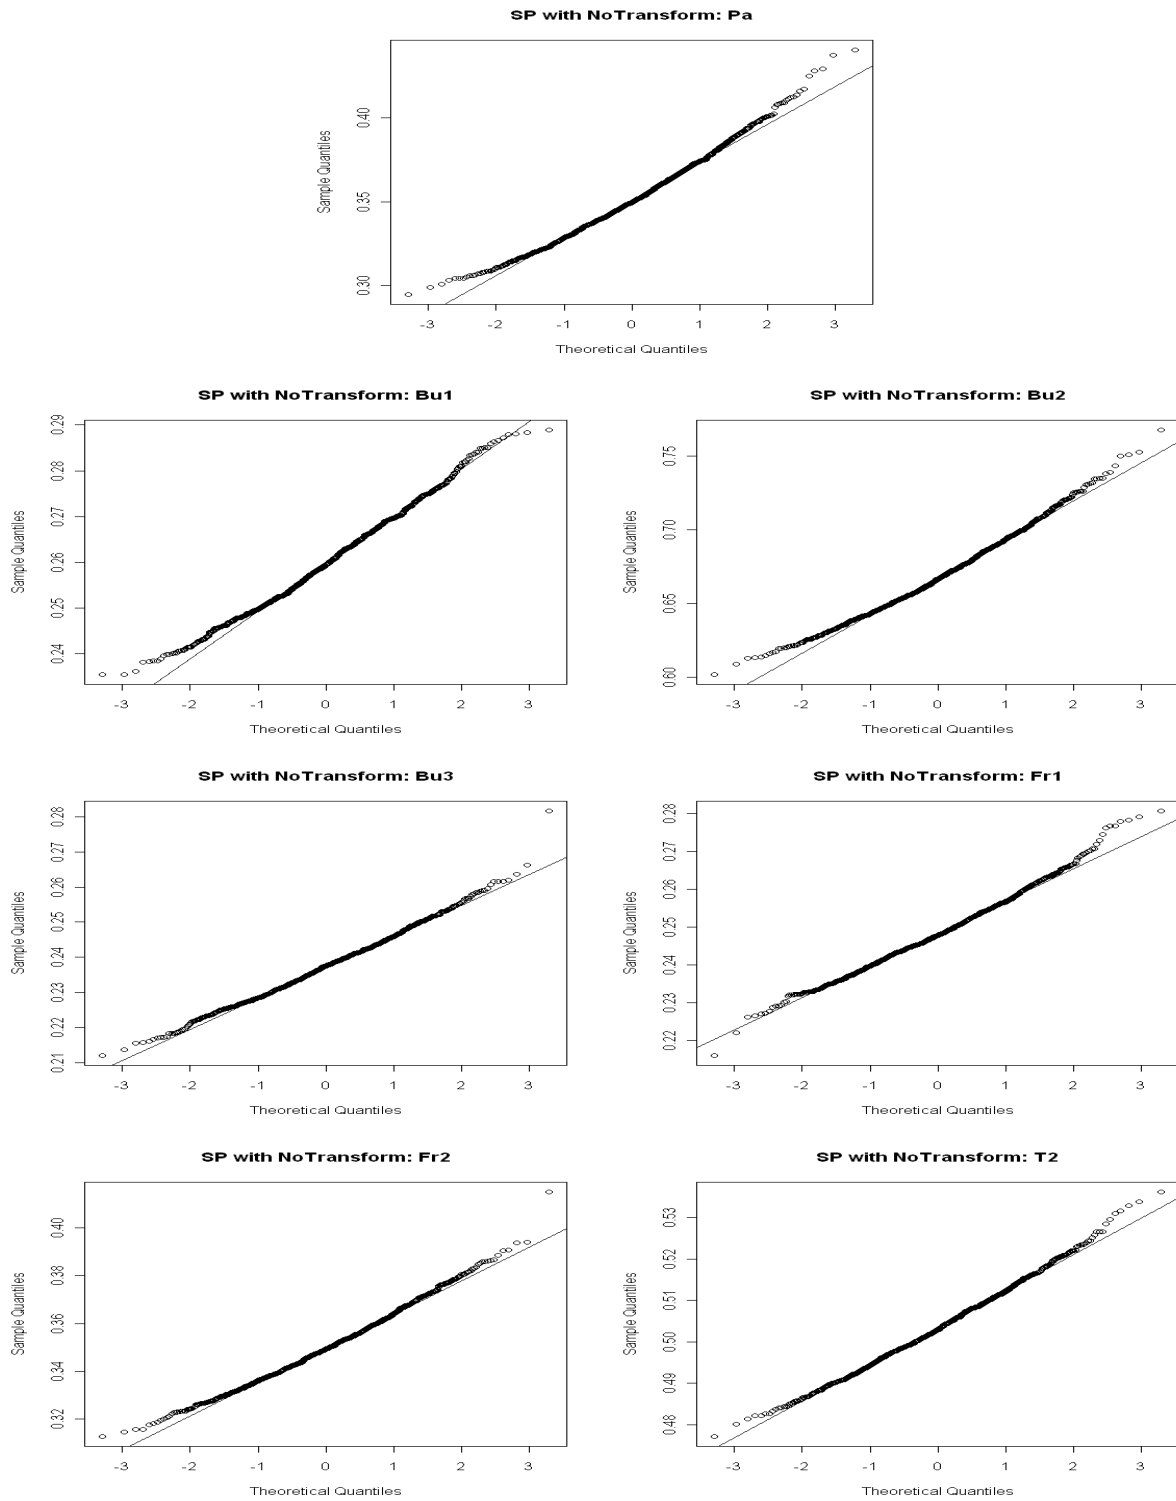 SP with NoTransform: Pa
Sample Quantiles
0.40
0.35
0.30
-3 -2 -1 0 1 2 3
Theoretical Quantiles
SP with NoTransform: Bu1
Sample Quantiles
0.29
0.28
0.27
0.26
0.25
0.24
-3 -2 -1 0 1 2 3
Theoretical Quantiles
SP with NoTransform: Bu2
Sample Quantiles
0.75
0.70
0.65
0.60
-3 -2 -1 0 1 2 3
Theoretical Quantiles
SP with NoTransform: Bu3
Sample Quantiles
0.28
0.27
0.26
0.25
0.24
0.23
0.22
0.21
-3 -2 -1 0 1 2 3
Theoretical Quantiles
SP with NoTransform: Fr1
Sample Quantiles
0.28
0.27
0.26
0.25
0.24
0.23
0.22
-3 -2 -1 0 1 2 3
Theoretical Quantiles
SP with NoTransform: Fr2
Sample Quantiles
0.40
0.38
0.36
0.34
0.32
-3 -2 -1 0 1 2 3
Theoretical Quantiles
SP with NoTransform: T2
Sample Quantiles
0.53
0.52
0.51
0.50
0.49
0.48
-3 -2 -1 0 1 2 3
Theoretical Quantiles